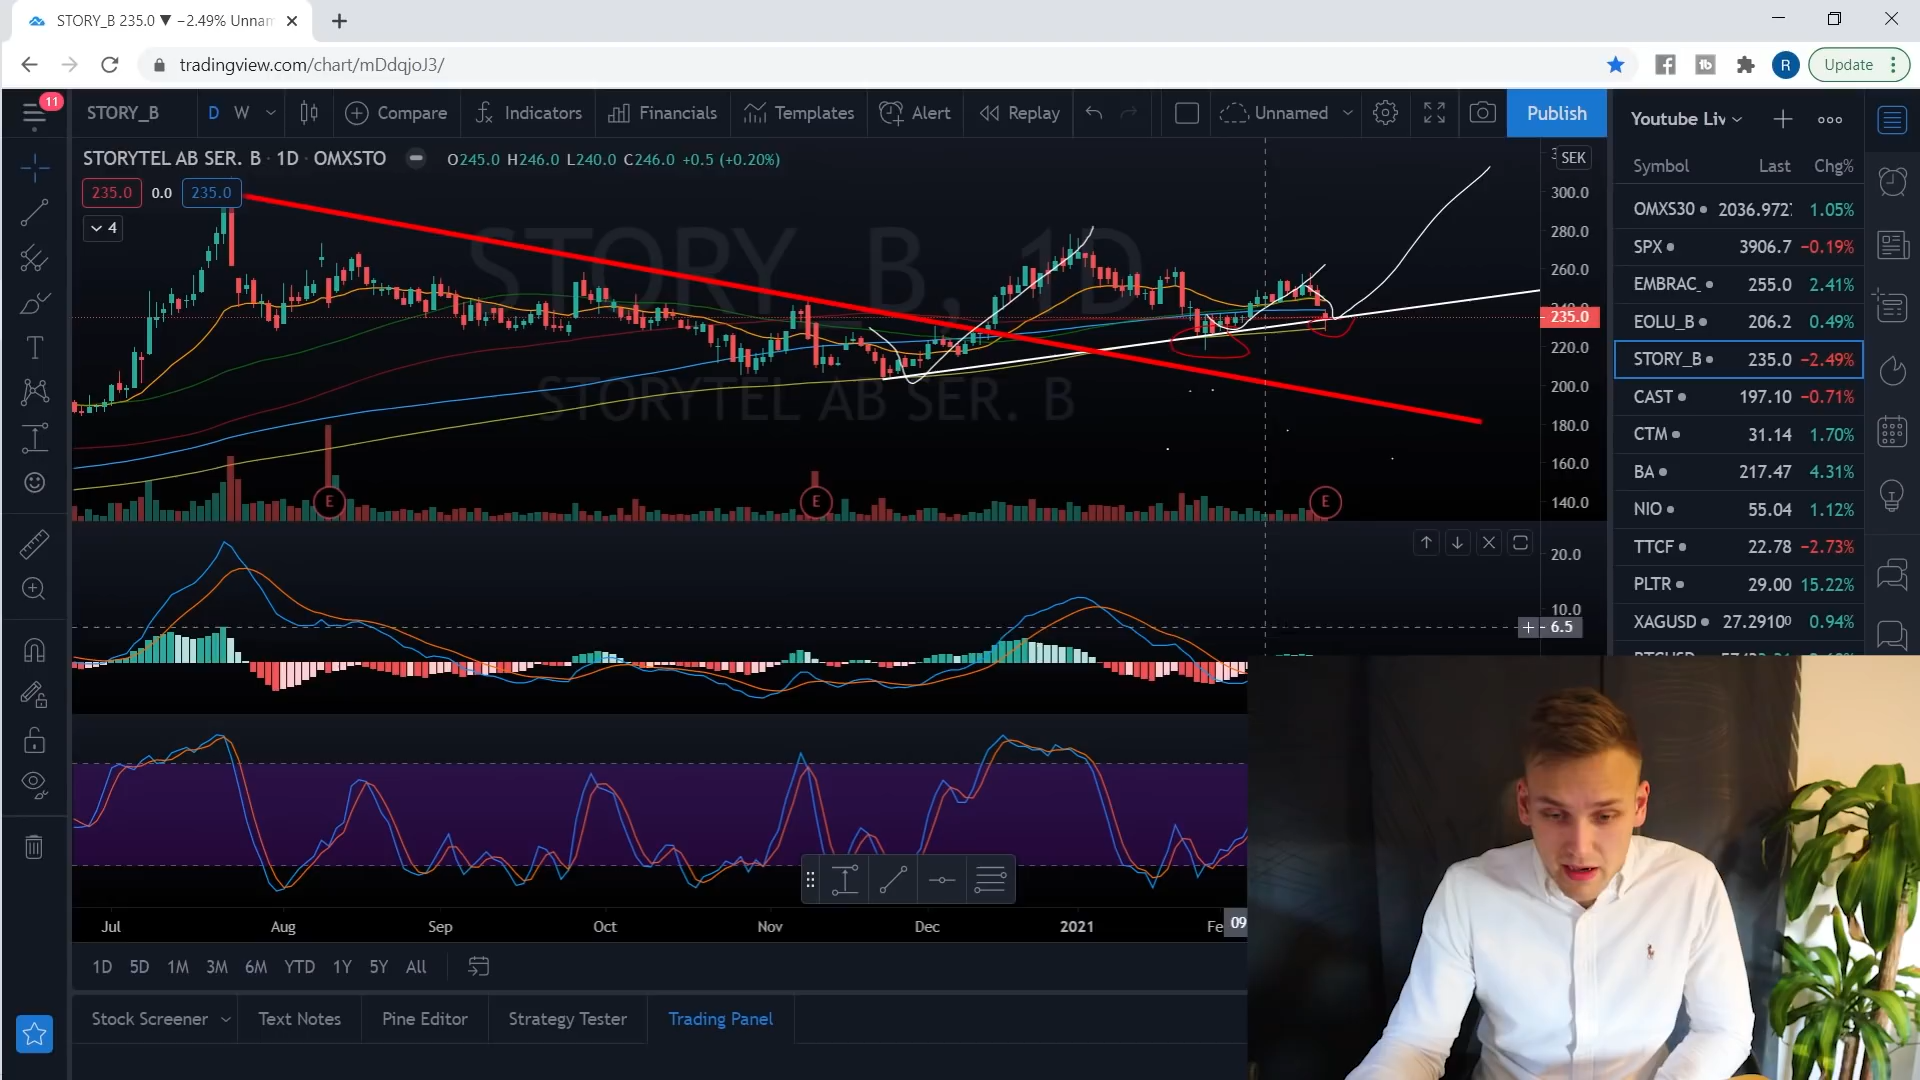 STORY_B 235.0 ▼ −2.49% Unnam
tradingview.com/chart/mDdqjoJ3/
R
Update
11
STORY_B
D W
Compare
Indicators
Financials
Templates
Alert
Replay
Unnamed
Publish
STORYTEL AB SER. B · 1D · OMXSTO
O245.0 H246.0 L240.0 C246.0 +0.5 (+0.20%)
235.0 0.0 235.0
4
STORY_B, 1D
STORYTEL AB SER. B
SEK
300.0
280.0
260.0
240.0
235.0
220.0
200.0
180.0
160.0
140.0
E E E
20.0
10.0
6.5
Jul Aug Sep Oct Nov Dec 2021 Fe 09
1D 5D 1M 3M 6M YTD 1Y 5Y All
Stock Screener Text Notes Pine Editor Strategy Tester Trading Panel
Youtube Liv
Symbol Last Chg%
OMXS30 2036.972 1.05%
SPX 3906.7 −0.19%
EMBRAC_ 255.0 2.41%
EOLU_B 206.2 0.49%
STORY_B 235.0 −2.49%
CAST 197.10 −0.71%
CTM 31.14 1.70%
BA 217.47 4.31%
NIO 55.04 1.12%
TTCF 22.78 −2.73%
PLTR 29.00 15.22%
XAGUSD 27.29100 0.94%